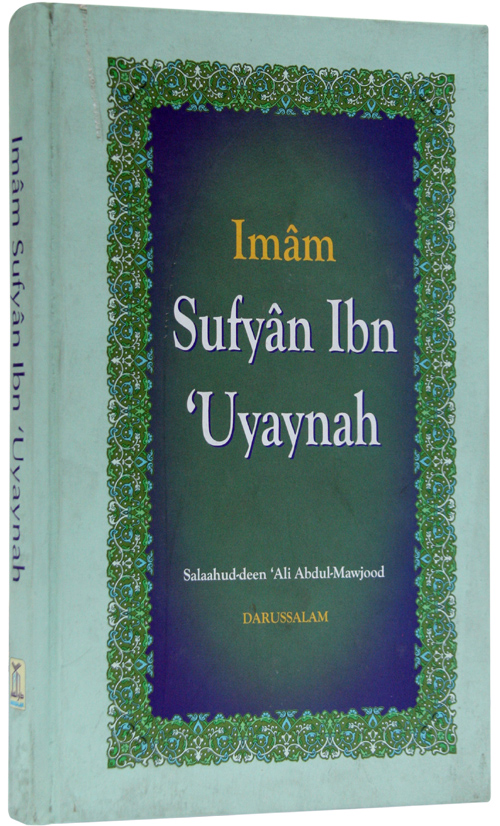 Imâm Sufyân Ibn ‘Uyaynah
Imâm
Sufyân Ibn
‘Uyaynah
Salaahud-deen ‘Ali Abdul-Mawjood
DARUSSALAM